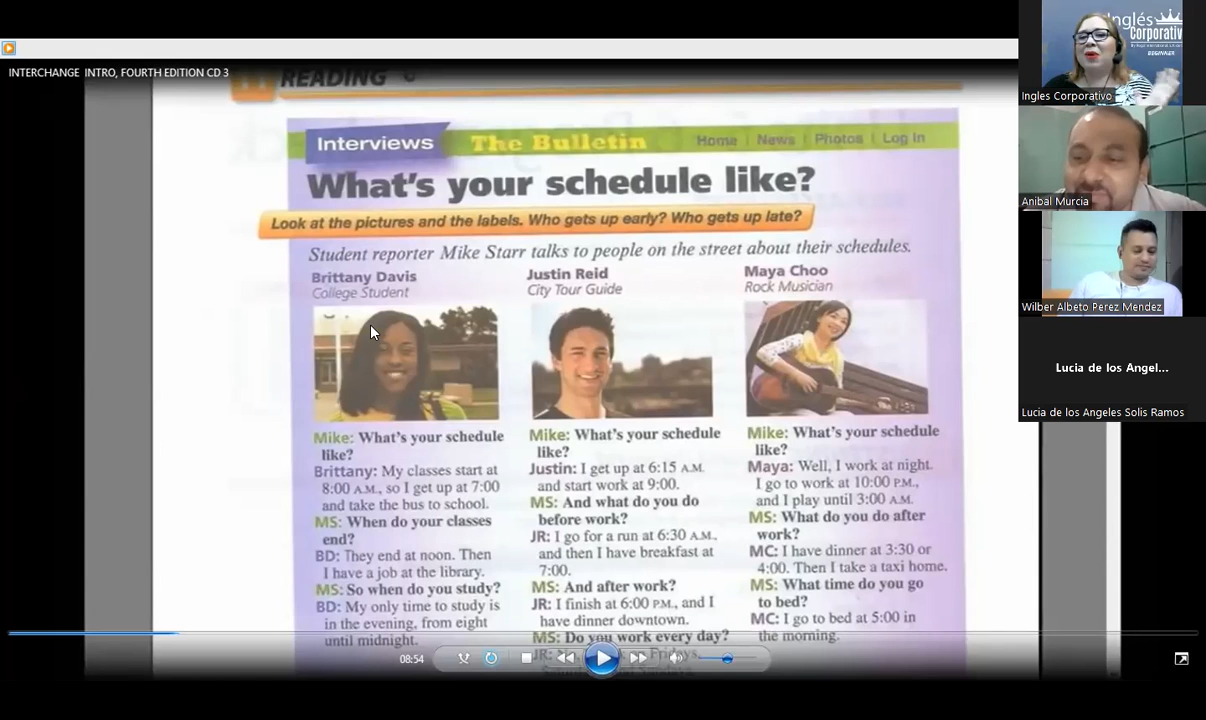 INTERCHANGE INTRO, FOURTH EDITION CD 3
READING
Interviews
The Bulletin
Home | News | Photos | Log In
What's your schedule like?
Look at the pictures and the labels. Who gets up early? Who gets up late?
Student reporter Mike Starr talks to people on the street about their schedules.
Brittany Davis
College Student
Mike: What's your schedule
like?
Brittany: My classes start at
8:00 A.M., so I get up at 7:00
and take the bus to school.
MS: When do your classes
end?
BD: They end at noon. Then
I have a job at the library.
MS: So when do you study?
BD: My only time to study is
in the evening, from eight
until midnight.
Justin Reid
City Tour Guide
Mike: What's your schedule
like?
Justin: I get up at 6:15 A.M.
and start work at 9:00.
MS: And what do you do
before work?
JR: I go for a run at 6:30 A.M.,
and then I have breakfast at
7:00.
MS: And after work?
JR: I finish at 6:00 P.M., and I
have dinner downtown.
MS: Do you work every day?
JR:
Maya Choo
Rock Musician
Mike: What's your schedule
like?
Maya: Well, I work at night.
I go to work at 10:00 P.M.,
and I play until 3:00 A.M.
MS: What do you do after
work?
MC: I have dinner at 3:30 or
4:00. Then I take a taxi home.
MS: What time do you go
to bed?
MC: I go to bed at 5:00 in
the morning.
08:54
Inglés
Corporativo
BEGINNER
Ingles Corporativo
Anibal Murcia
Wilber Albeto Perez Mendez
Lucia de los Angel...
Lucia de los Angeles Solis Ramos